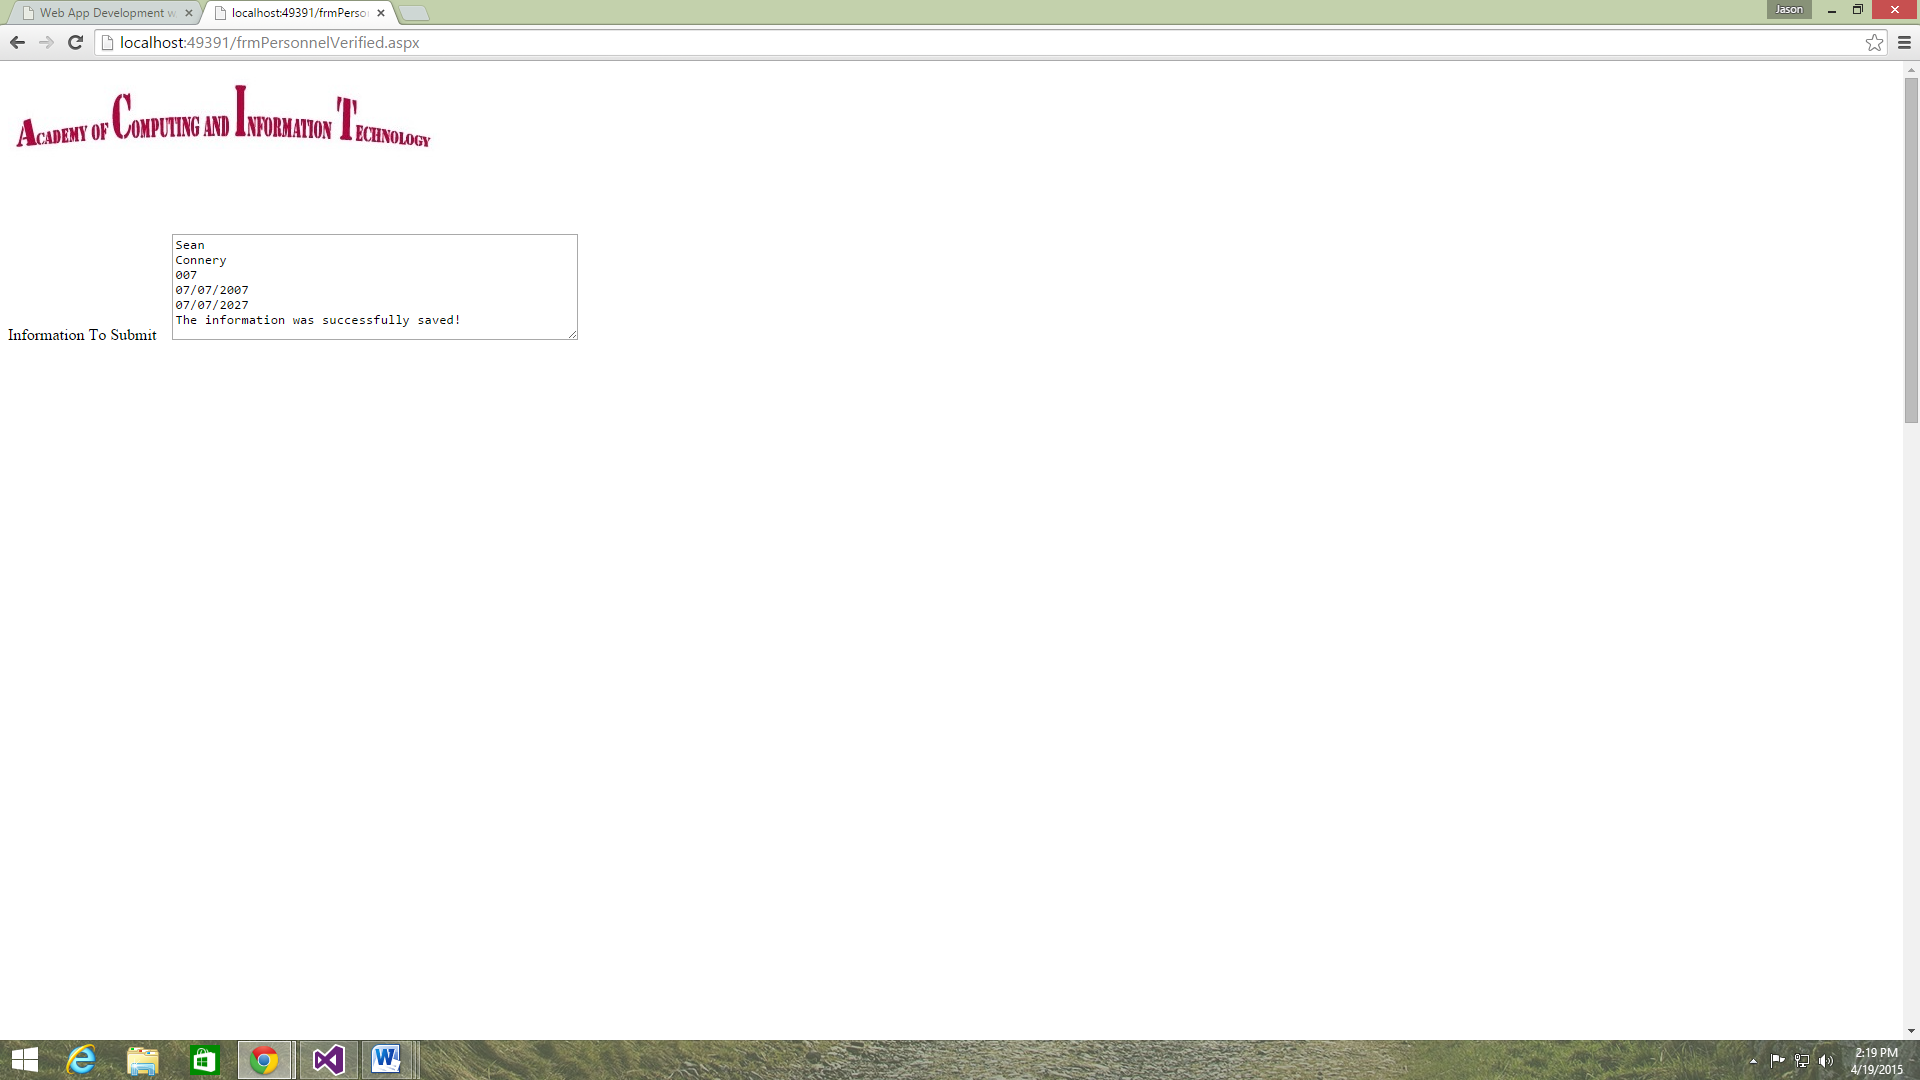 Web App Development w
localhost:49391/frmPerso
Jason
localhost:49391/frmPersonnelVerified.aspx
Academy of Computing and Information Technology
Sean
Connery
007
07/07/2007
07/07/2027
The information was successfully saved!
Information To Submit
2:19 PM
4/19/2015